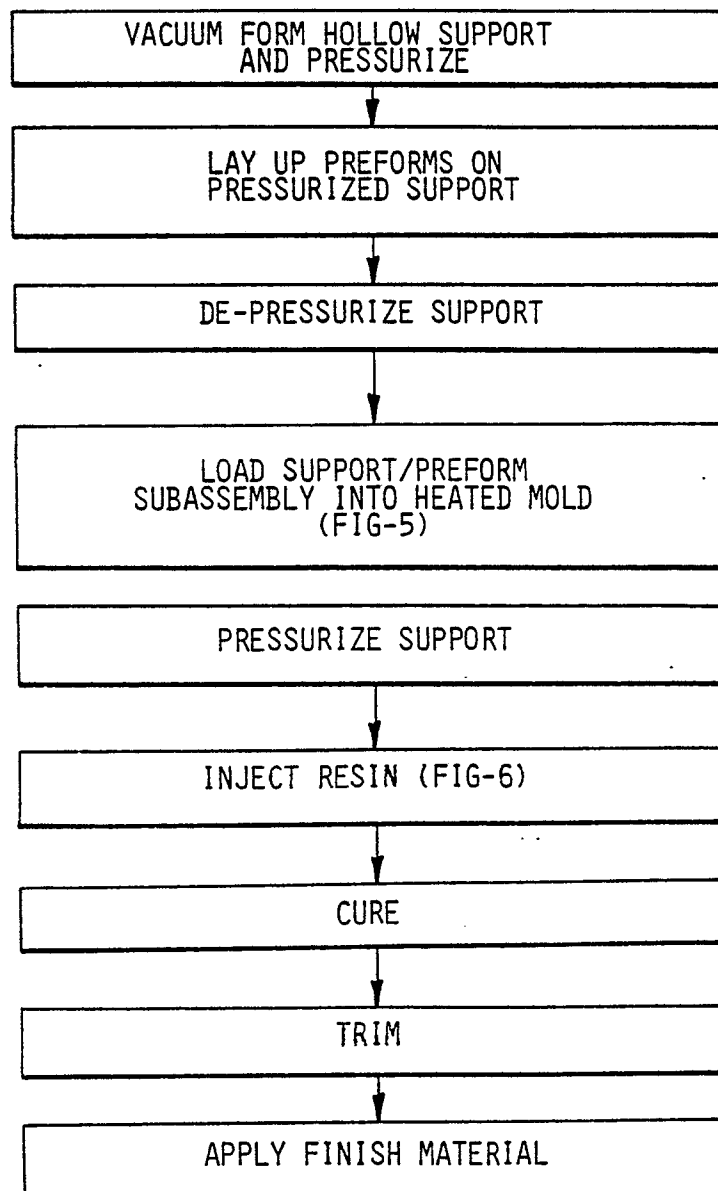 VACUUM FORM HOLLOW SUPPORT
AND PRESSURIZE
LAY UP PREFORMS ON
PRESSURIZED SUPPORT
DE-PRESSURIZE SUPPORT
LOAD SUPPORT/PREFORM
SUBASSEMBLY INTO HEATED MOLD
(FIG-5)
PRESSURIZE SUPPORT
INJECT RESIN (FIG-6)
CURE
TRIM
APPLY FINISH MATERIAL